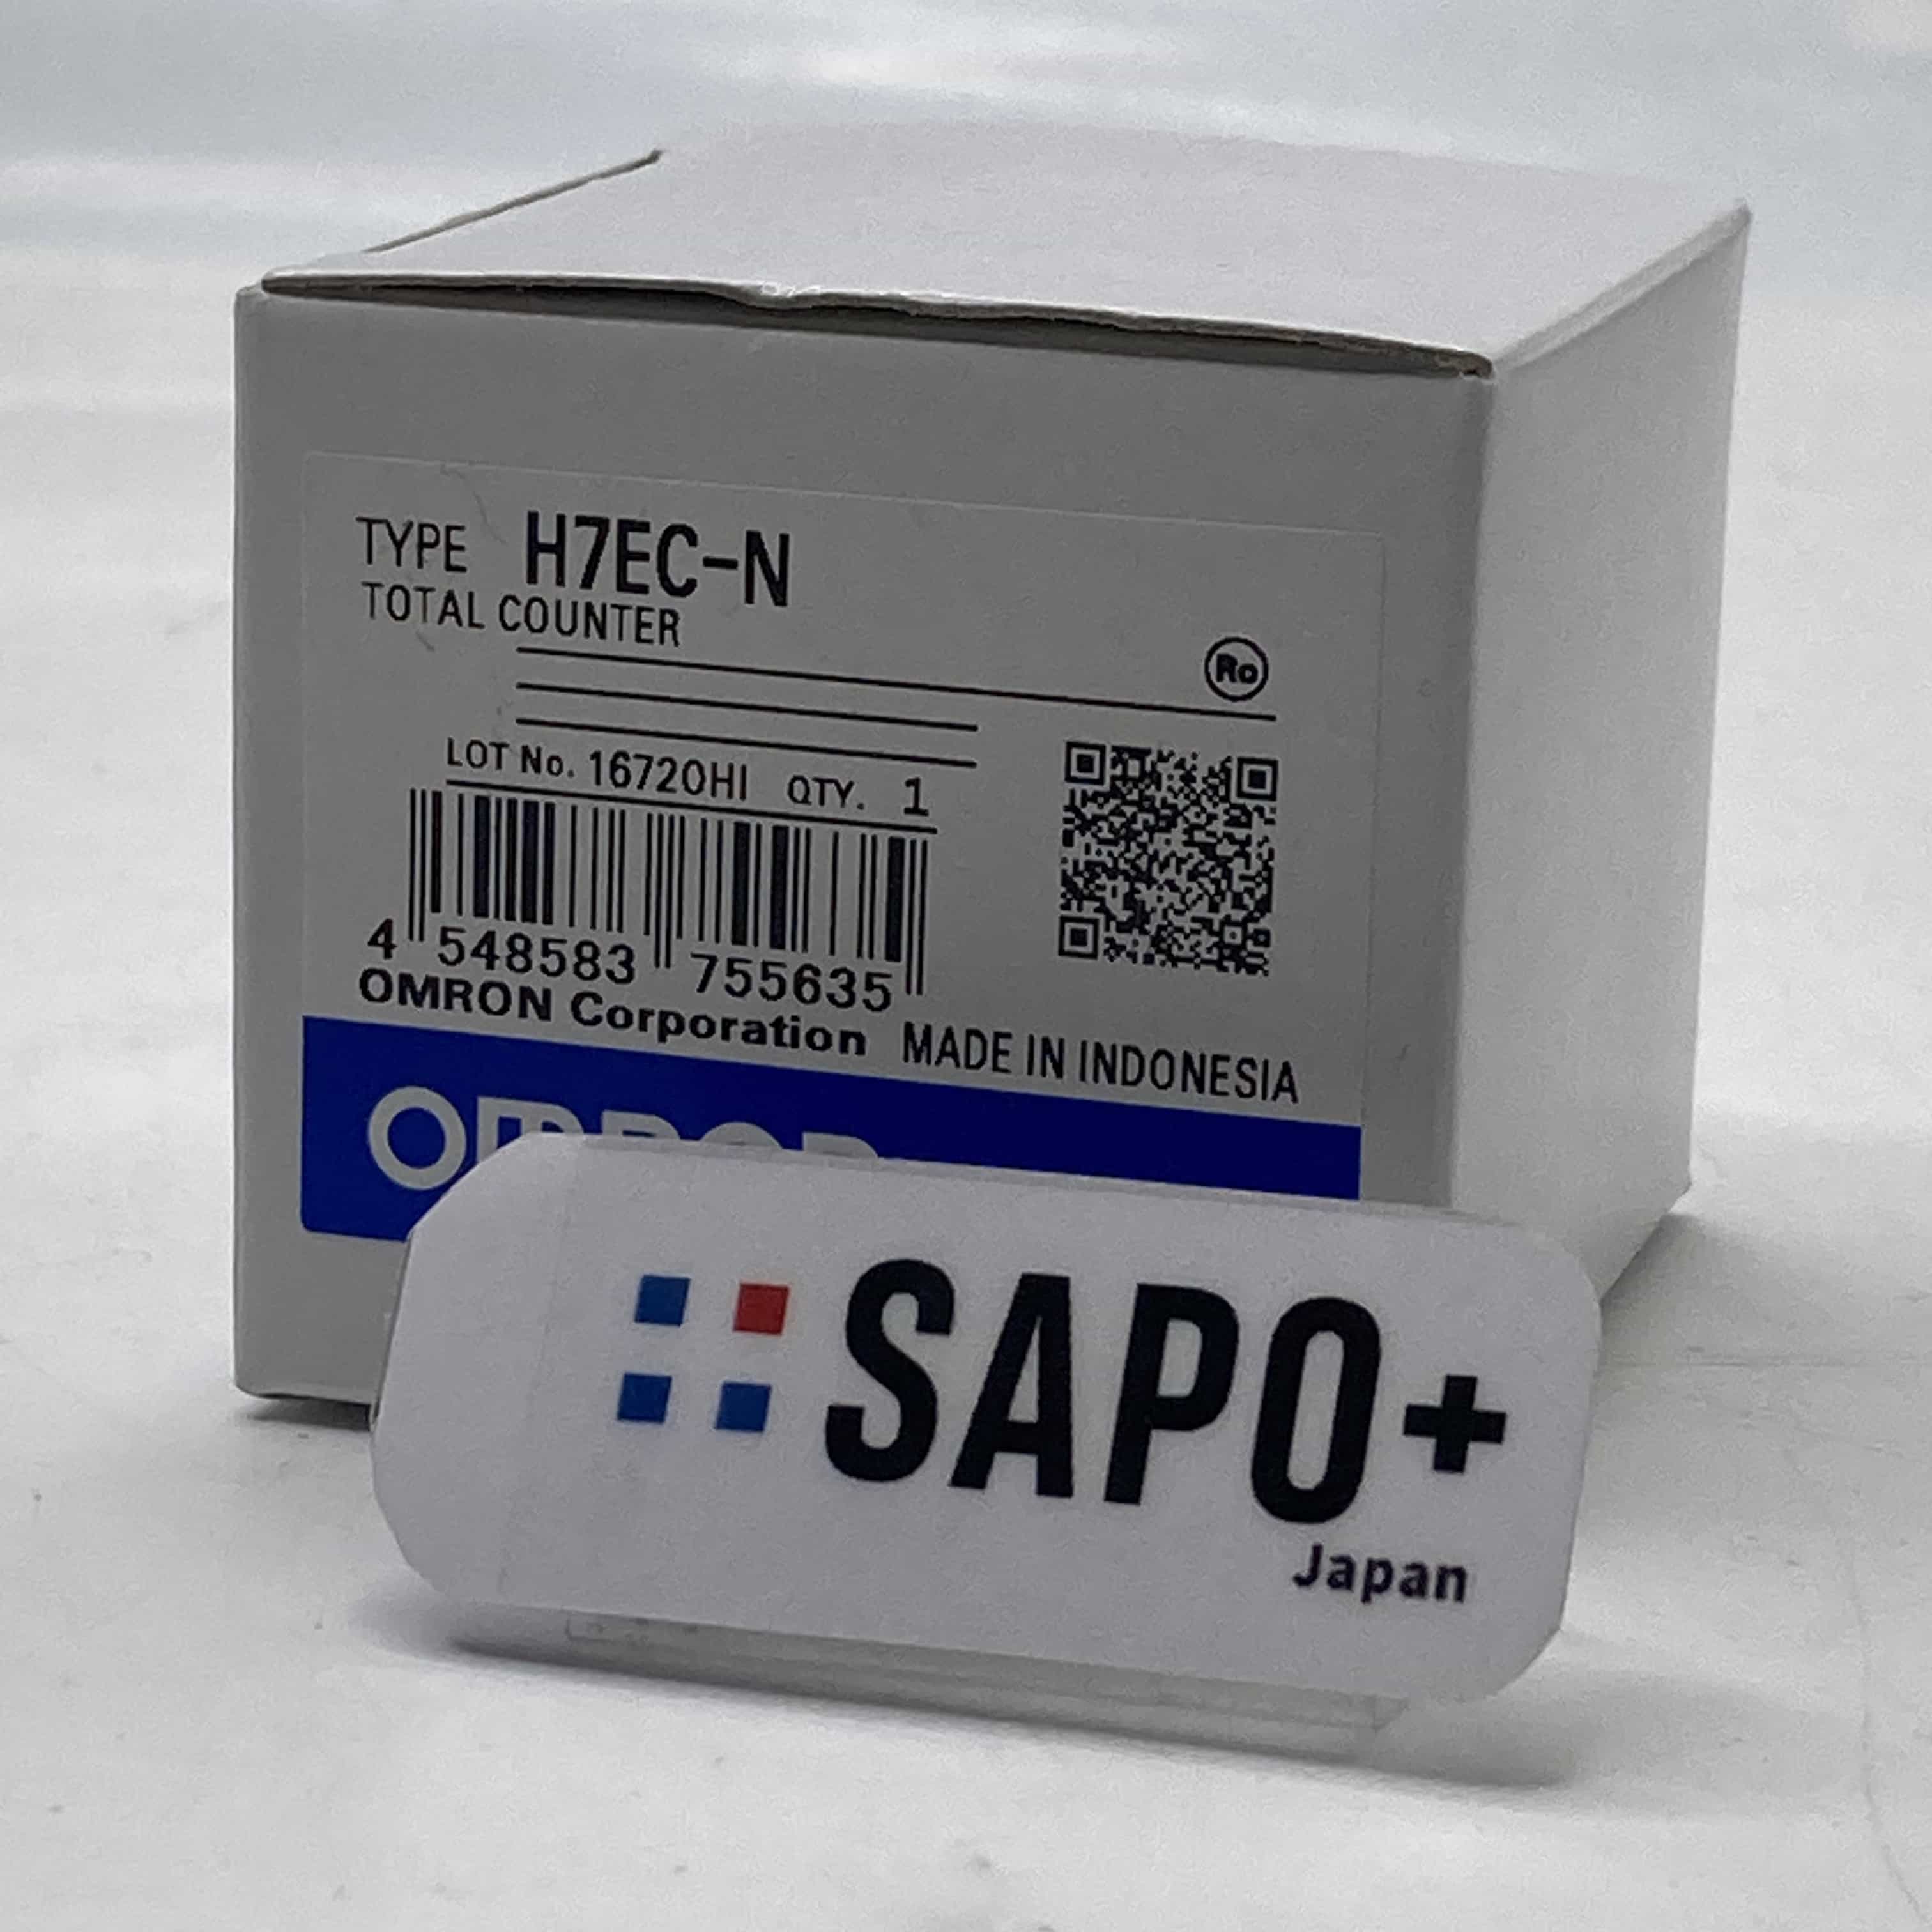 TYPE H7EC-N
TOTAL COUNTER
Ro
LOT No. 16720HI QTY. 1
4 548583 755635
OMRON Corporation MADE IN INDONESIA
OMRON
SAPO+
Japan